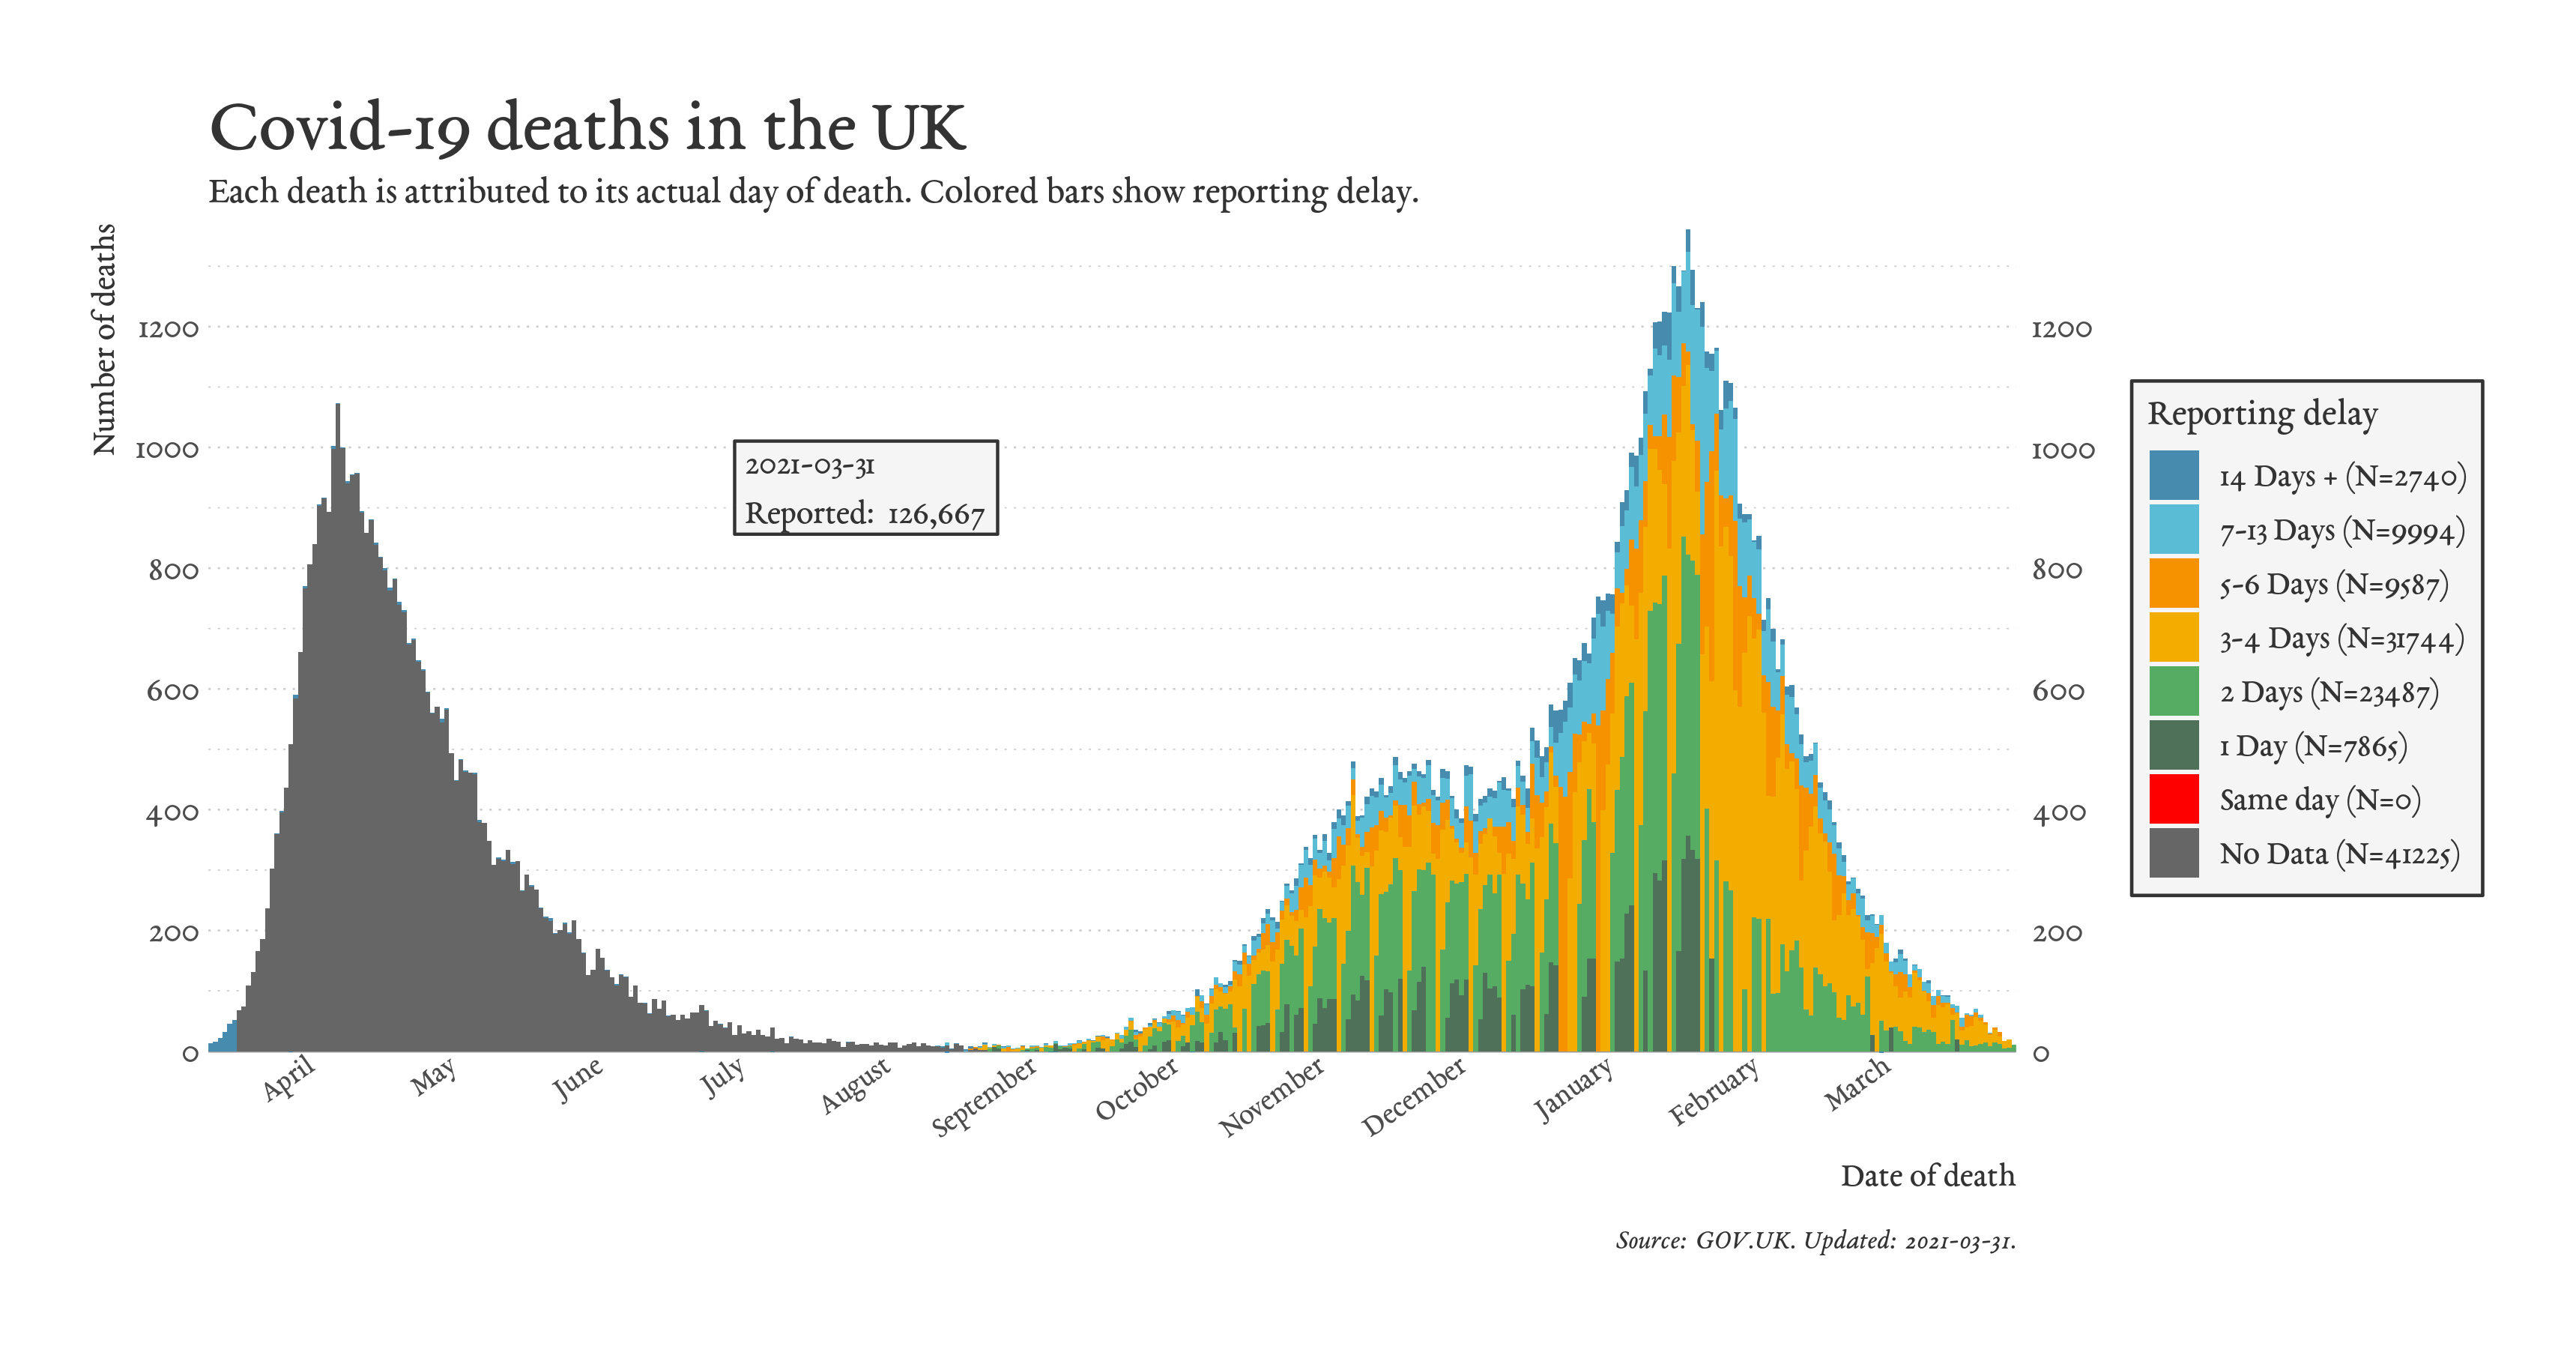 Covid-19 deaths in the UK
Each death is attributed to its actual day of death. Colored bars show reporting delay.
Number of deaths
1200
1000
800
600
400
200
0
2021-03-31
Reported: 126,667
1200
1000
800
600
400
200
0
April
May
June
July
August
September
October
November
December
January
February
March
Date of death
Reporting delay
14 Days + (N=2740)
7-13 Days (N=9994)
5-6 Days (N=9587)
3-4 Days (N=31744)
2 Days (N=23487)
1 Day (N=7865)
Same day (N=0)
No Data (N=41225)
Source: GOV.UK. Updated: 2021-03-31.